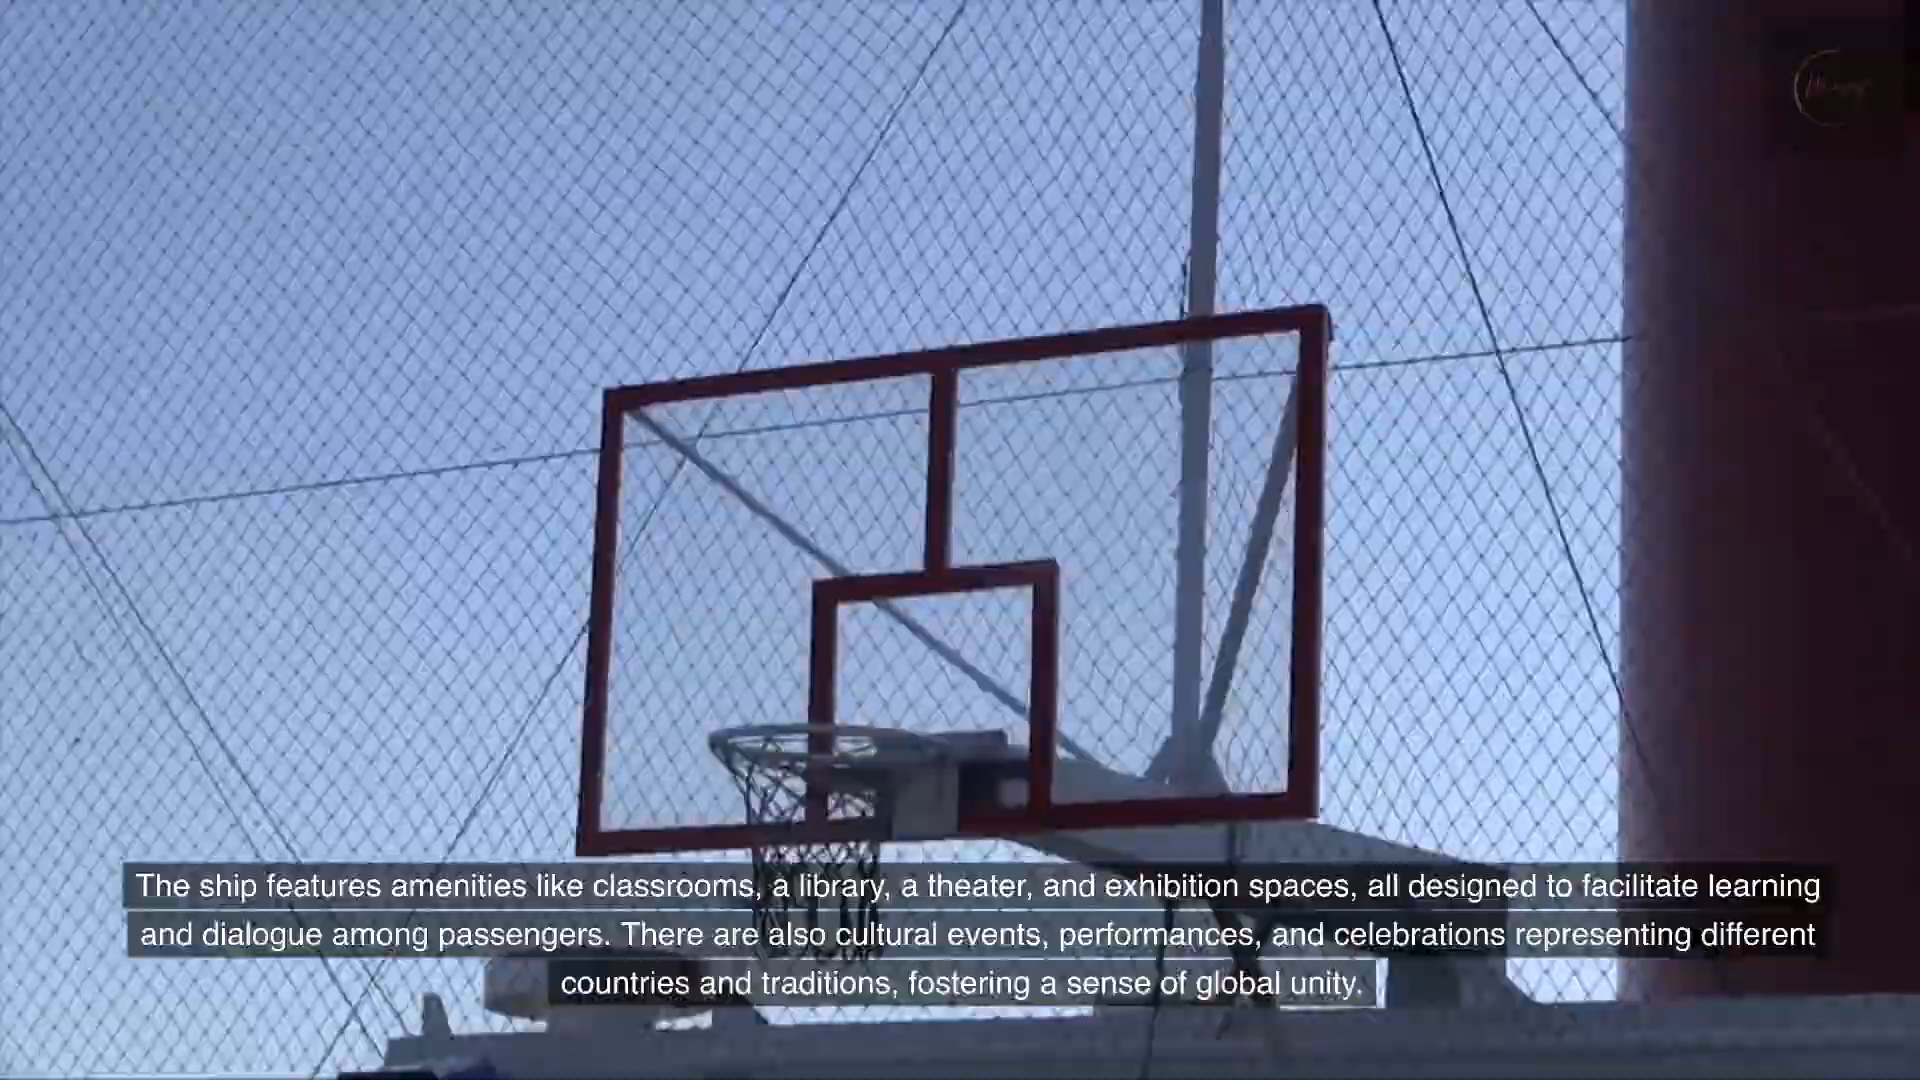 The ship features amenities like classrooms, a library, a theater, and exhibition spaces, all designed to facilitate learning
and dialogue among passengers. There are also cultural events, performances, and celebrations representing different
countries and traditions, fostering a sense of global unity.